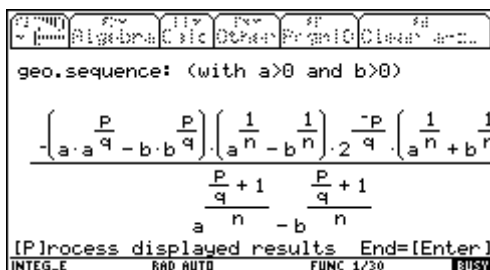 Algebra Calc Other PrgmIO Clean
geo.sequence: (with a>0 and b>0)
-(a·a^(p/q) - b·b^(p/q))·(a^(1/n) - b^(1/n))·2^(-p/q)·(a^(1/n) + b^(1/n
a^((p/q + 1)/n) - b^((p/q + 1)/n)
[P]rocess displayed results End=[Enter]
INTEG_E RAD AUTO FUNC 1/30 BUSY